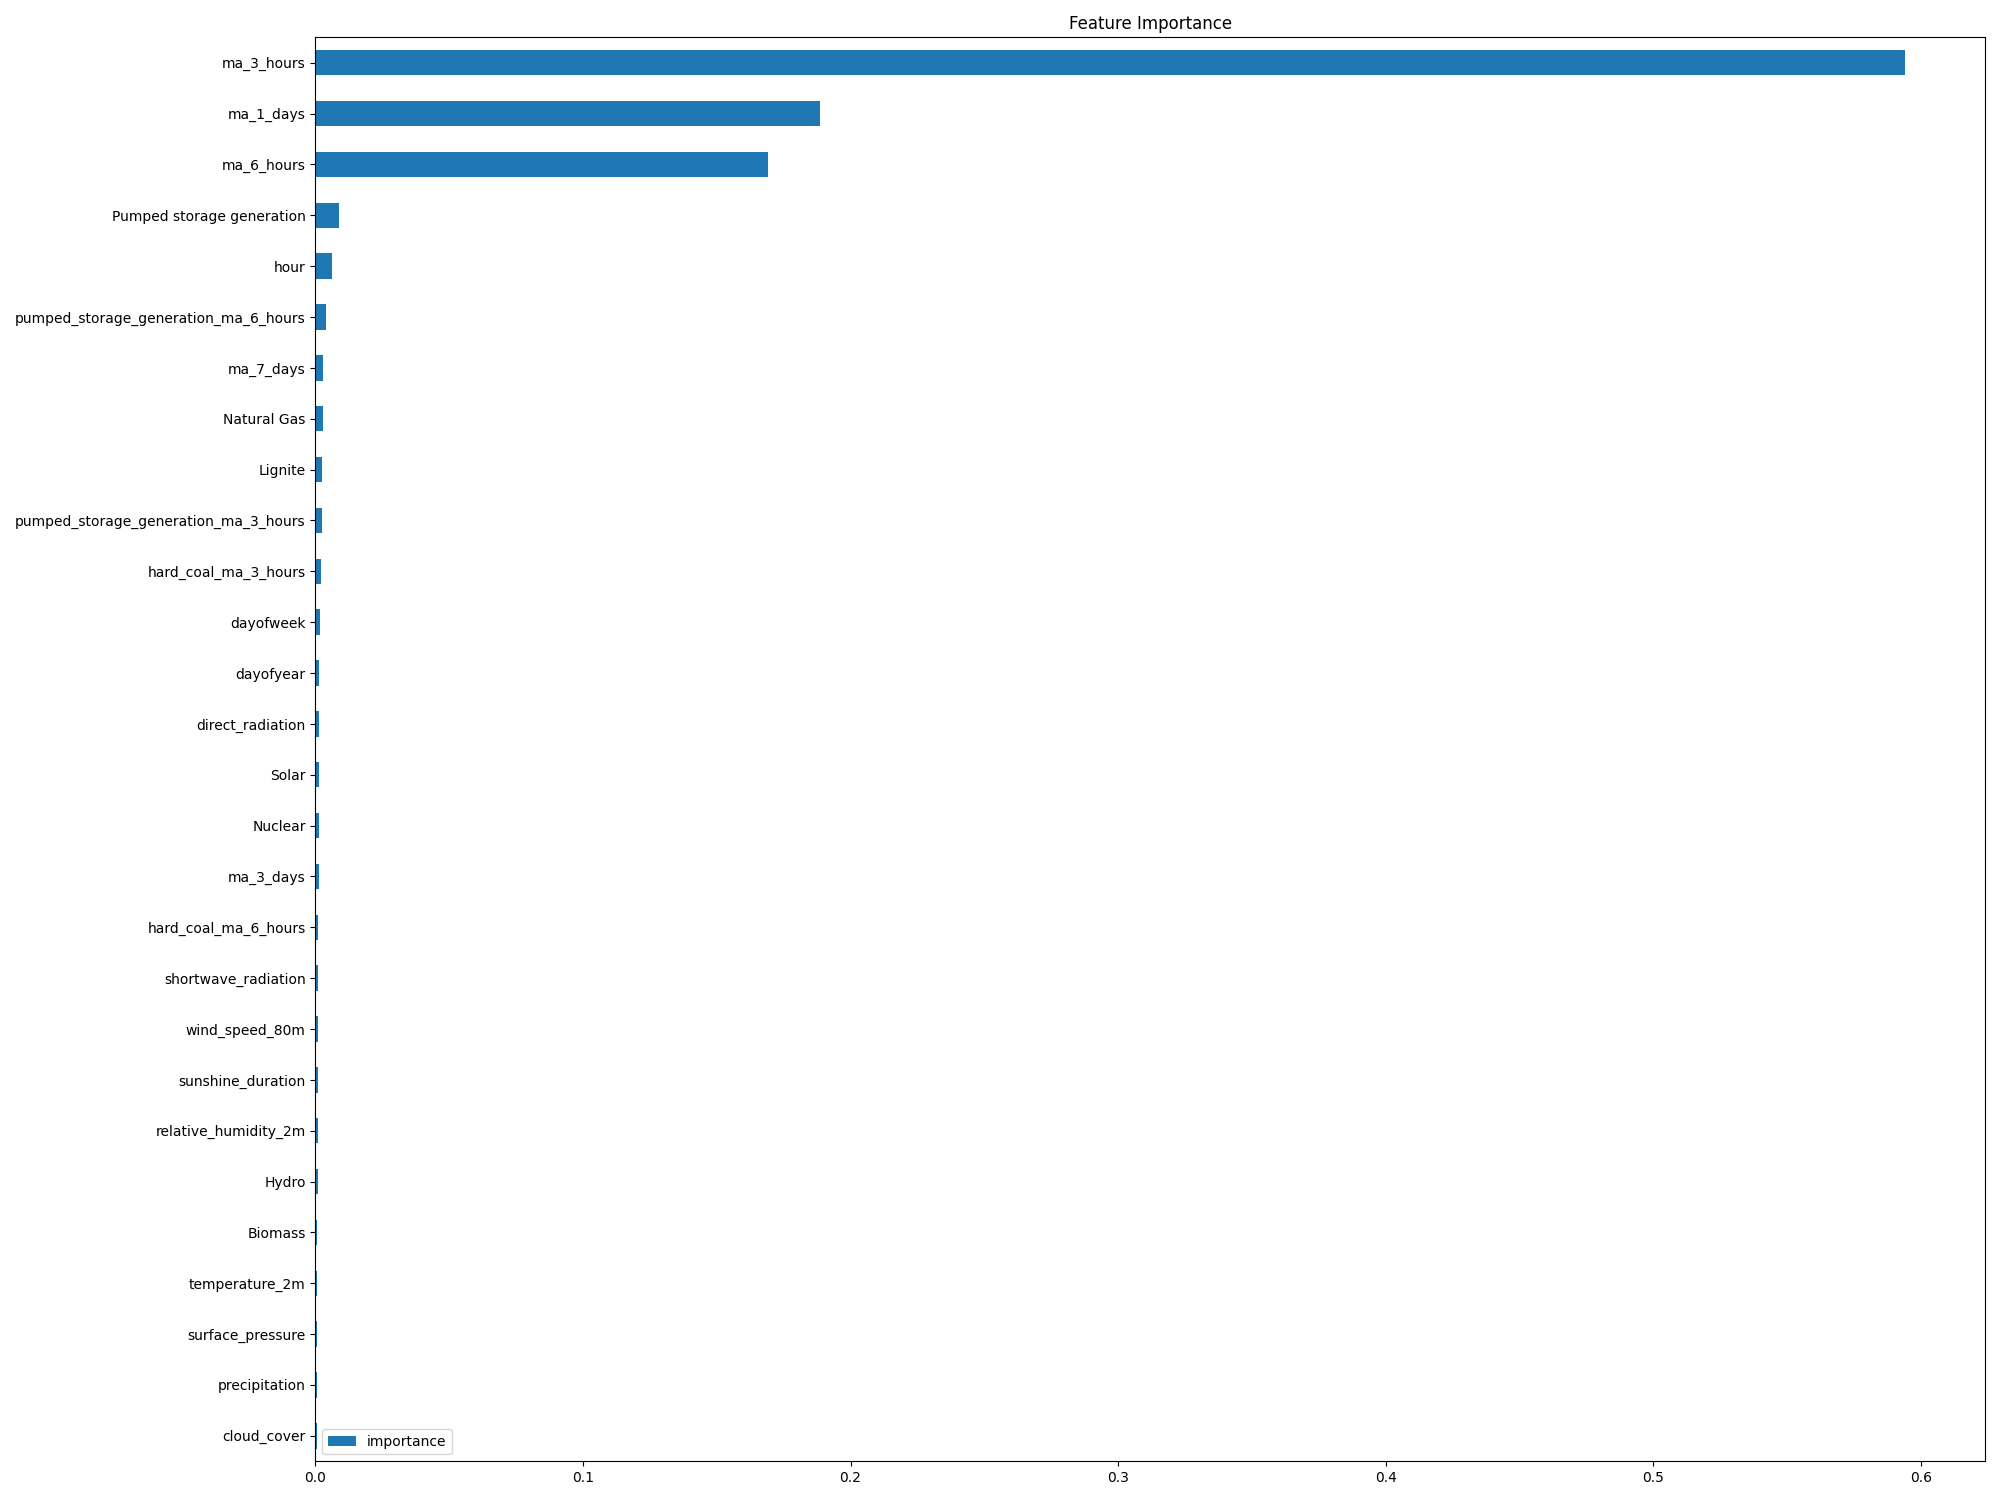 Feature Importance
ma_3_hours
ma_1_days
ma_6_hours
Pumped storage generation
hour
pumped_storage_generation_ma_6_hours
ma_7_days
Natural Gas
Lignite
pumped_storage_generation_ma_3_hours
hard_coal_ma_3_hours
dayofweek
dayofyear
direct_radiation
Solar
Nuclear
ma_3_days
hard_coal_ma_6_hours
shortwave_radiation
wind_speed_80m
sunshine_duration
relative_humidity_2m
Hydro
Biomass
temperature_2m
surface_pressure
precipitation
cloud_cover
importance
0.0 0.1 0.2 0.3 0.4 0.5 0.6